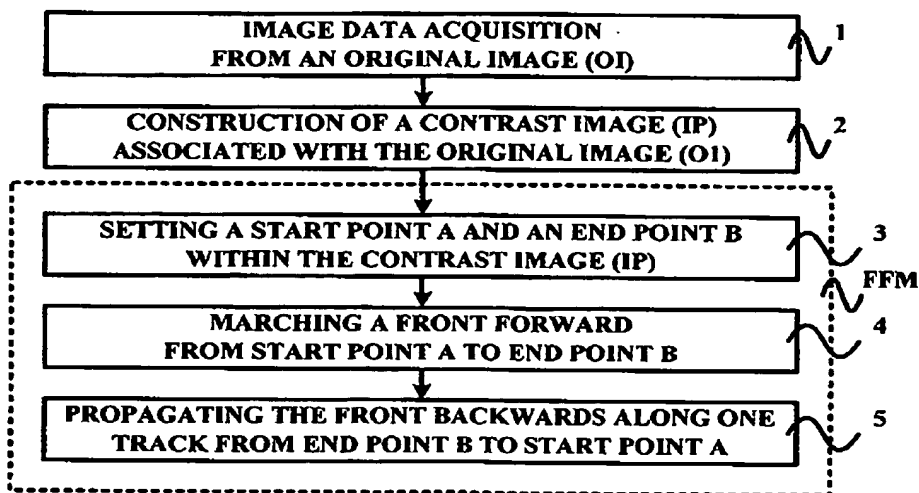 IMAGE DATA ACQUISITION
FROM AN ORIGINAL IMAGE (OI)
1
CONSTRUCTION OF A CONTRAST IMAGE (IP)
ASSOCIATED WITH THE ORIGINAL IMAGE (O1)
2
SETTING A START POINT A AND AN END POINT B
WITHIN THE CONTRAST IMAGE (IP)
3
FFM
MARCHING A FRONT FORWARD
FROM START POINT A TO END POINT B
4
PROPAGATING THE FRONT BACKWARDS ALONG ONE
TRACK FROM END POINT B TO START POINT A
5